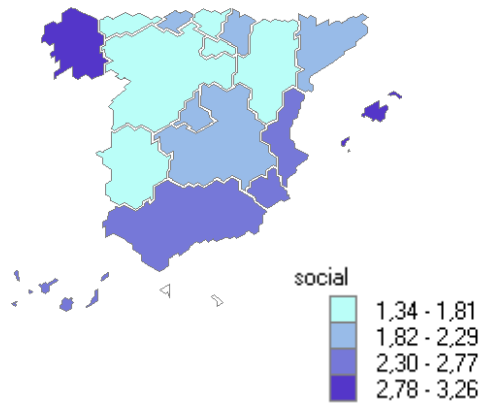 social
1,34 - 1,81
1,82 - 2,29
2,30 - 2,77
2,78 - 3,26